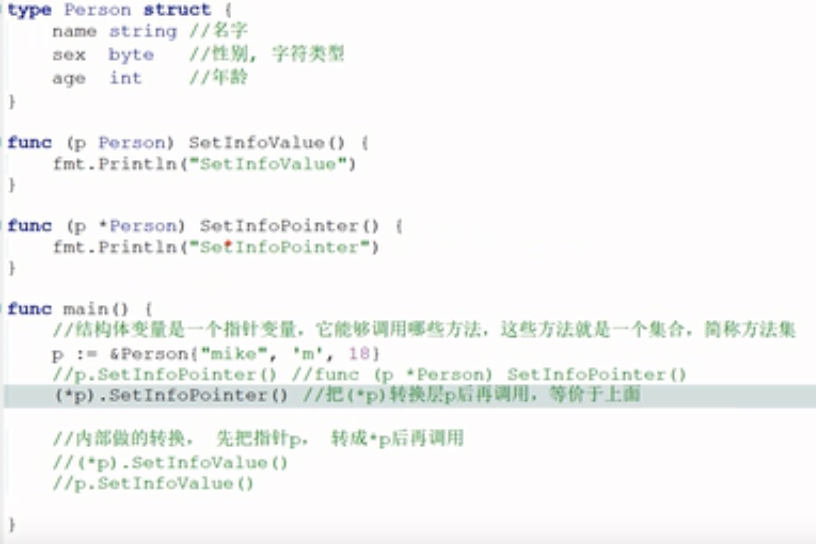 type Person struct {
name string //名字
sex byte //性别, 字符类型
age int //年龄
}
func (p Person) SetInfoValue() {
fmt.Println("SetInfoValue")
}
func (p *Person) SetInfoPointer() {
fmt.Println("SetInfoPointer")
}
func main() {
//结构体变量是一个指针变量，它能够调用哪些方法，这些方法就是一个集合，简称方法集
p := &Person{"mike", 'm', 18}
//p.SetInfoPointer() //func (p *Person) SetInfoPointer()
(*p).SetInfoPointer() //把(*p)转换层p后再调用，等价于上面
//内部做的转换， 先把指针p， 转成*p后再调用
//(*p).SetInfoValue()
//p.SetInfoValue()
}